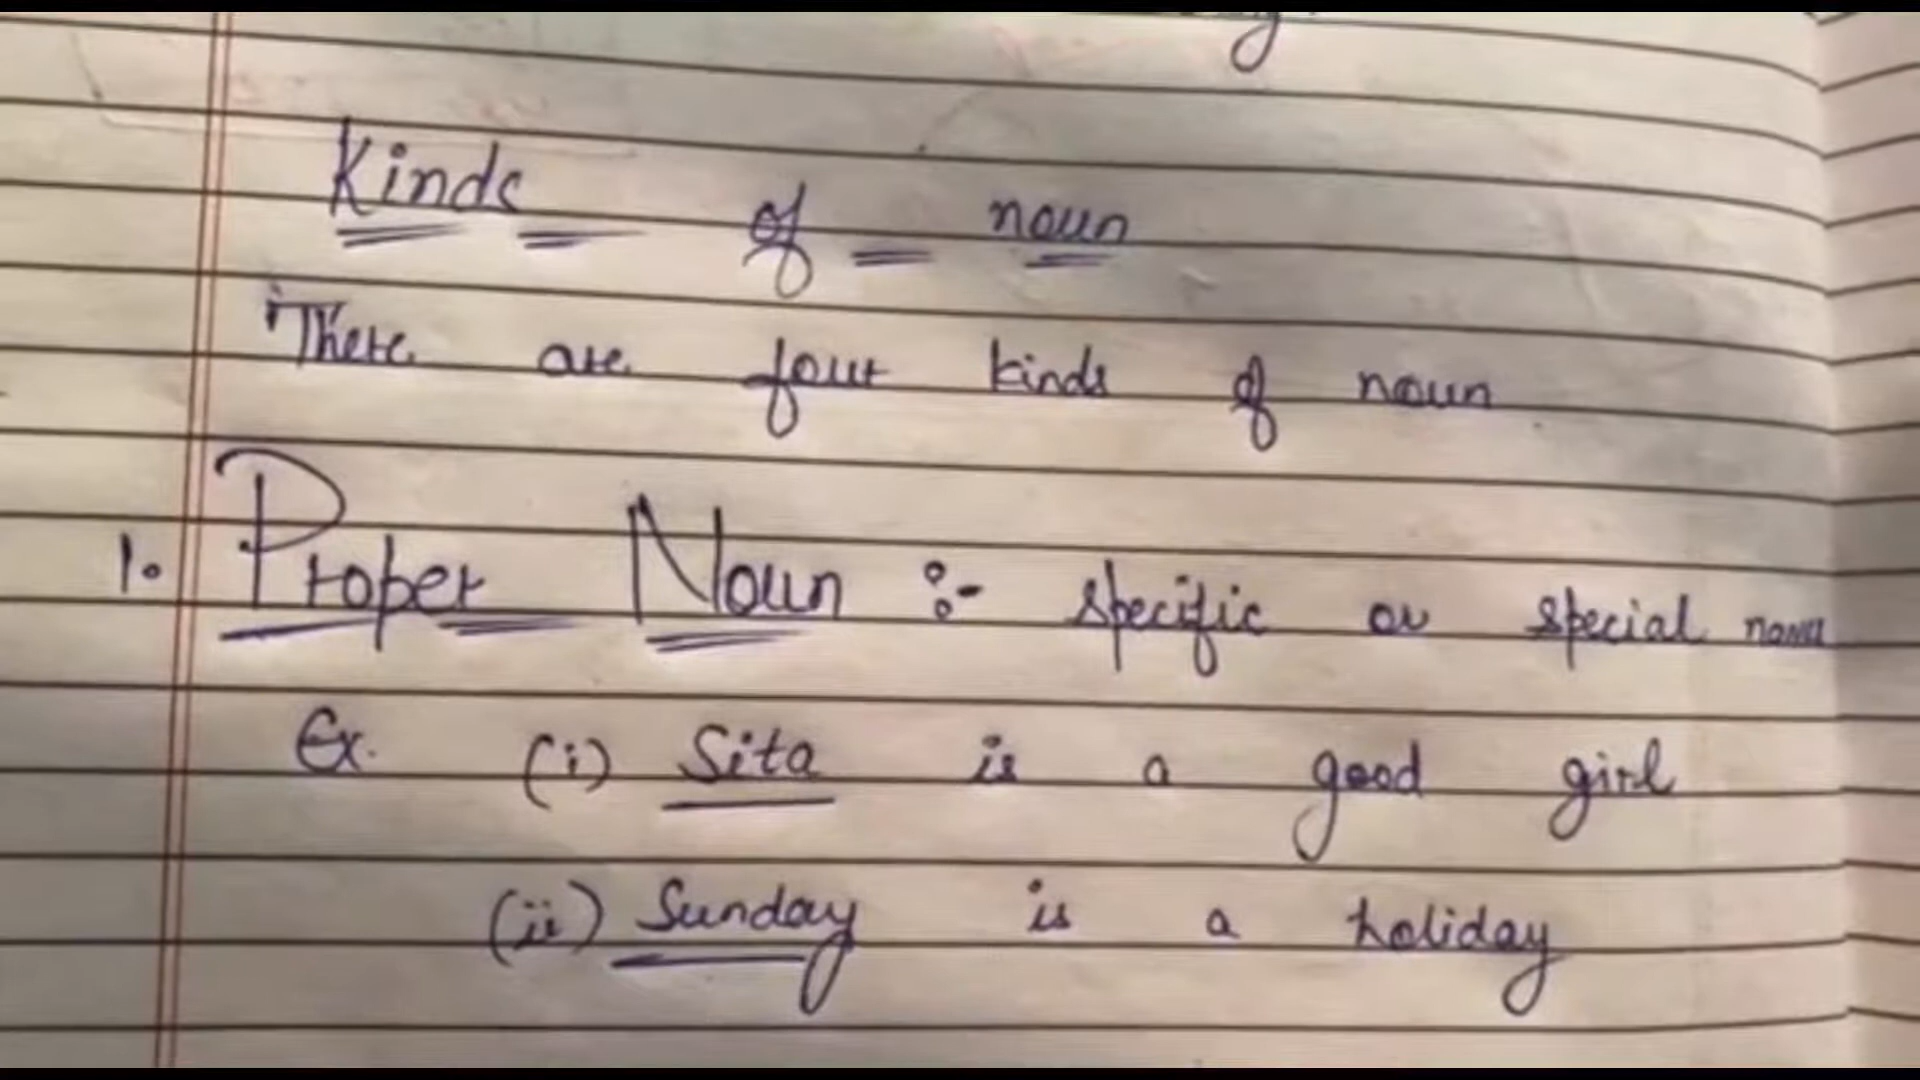 Kinds of noun
There are four kinds of noun
1. Proper Noun :- specific or special name
Ex. (i) Sita is a good girl
(ii) Sunday is a holiday